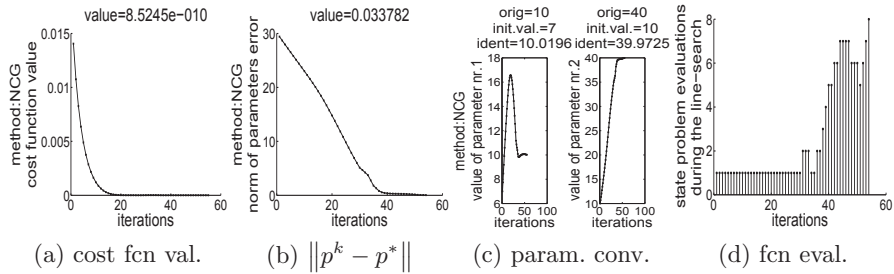 value=8.5245e−010
method:NCG
cost function value
0.015
0.01
0.005
0
0
20
40
60
iterations
(a) cost fcn val.
value=0.033782
method:NCG
norm of parameters error
30
20
10
0
0
20
40
60
iterations
(b) ‖p^k − p^*‖
orig=10
init.val.=7
ident=10.0196
method:NCG
value of parameter nr.1
18
16
14
12
10
8
6
0
50
100
iterations
orig=40
init.val.=10
ident=39.9725
value of parameter nr.2
40
35
30
25
20
15
10
0
50
100
iterations
(c) param. conv.
state problem evaluations
during the line−search
8
6
4
2
0
0
20
40
60
iterations
(d) fcn eval.